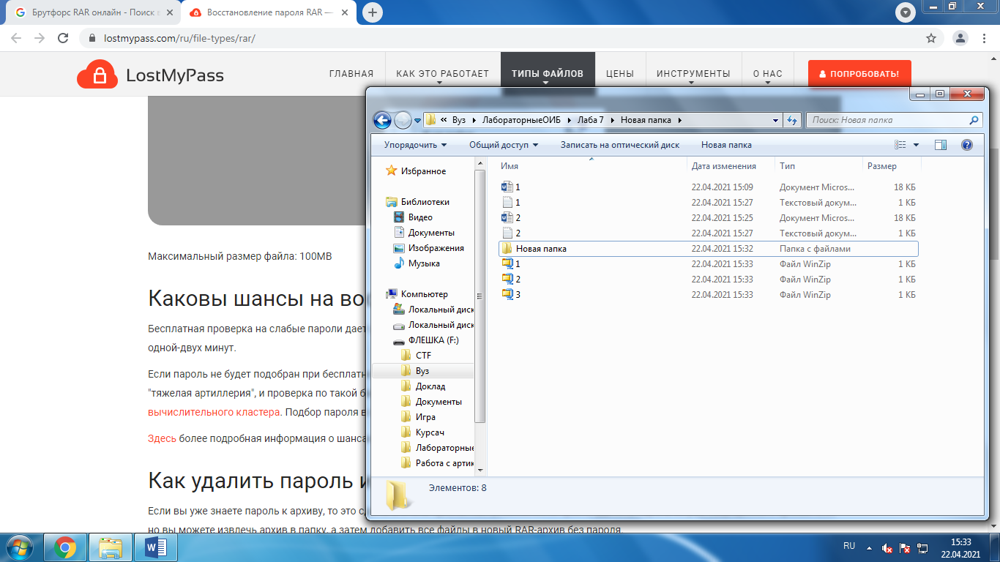 Брутфорс RAR онлайн - Поиск в
Восстановление пароля RAR —
lostmypass.com/ru/file-types/rar/
LostMyPass
ГЛАВНАЯ КАК ЭТО РАБОТАЕТ ТИПЫ ФАЙЛОВ ЦЕНЫ ИНСТРУМЕНТЫ О НАС ПОПРОБОВАТЬ!
Максимальный размер файла: 100MB
Каковы шансы на вос
Бесплатная проверка на слабые пароли дает
одной-двух минут.
Если пароль не будет подобран при бесплатн
"тяжелая артиллерия", и проверка по такой б
вычислительного кластера. Подбор пароля в
Здесь более подробная информация о шанса
Как удалить пароль и
Если вы уже знаете пароль к архиву, то это с
но вы можете извлечь архив в папку, а затем добавить все файлы в новый RAR-архив без пароля.
« Вуз ЛабораторныеОИБ Лаба 7 Новая папка
Поиск: Новая папка
Упорядочить Общий доступ Записать на оптический диск Новая папка
Избранное
Библиотеки
Видео
Документы
Изображения
Музыка
Компьютер
Локальный диск
Локальный диск
ФЛЕШКА (F:)
CTF
Вуз
Доклад
Документы
Игра
Курсач
Лабораторные
Работа с артик
Имя Дата изменения Тип Размер
1 22.04.2021 15:09 Документ Micros... 18 КБ
1 22.04.2021 15:27 Текстовый докум... 1 КБ
2 22.04.2021 15:25 Документ Micros... 18 КБ
2 22.04.2021 15:27 Текстовый докум... 1 КБ
Новая папка 22.04.2021 15:32 Папка с файлами
1 22.04.2021 15:33 Файл WinZip 1 КБ
2 22.04.2021 15:33 Файл WinZip 1 КБ
3 22.04.2021 15:33 Файл WinZip 1 КБ
Элементов: 8
RU
15:33
22.04.2021